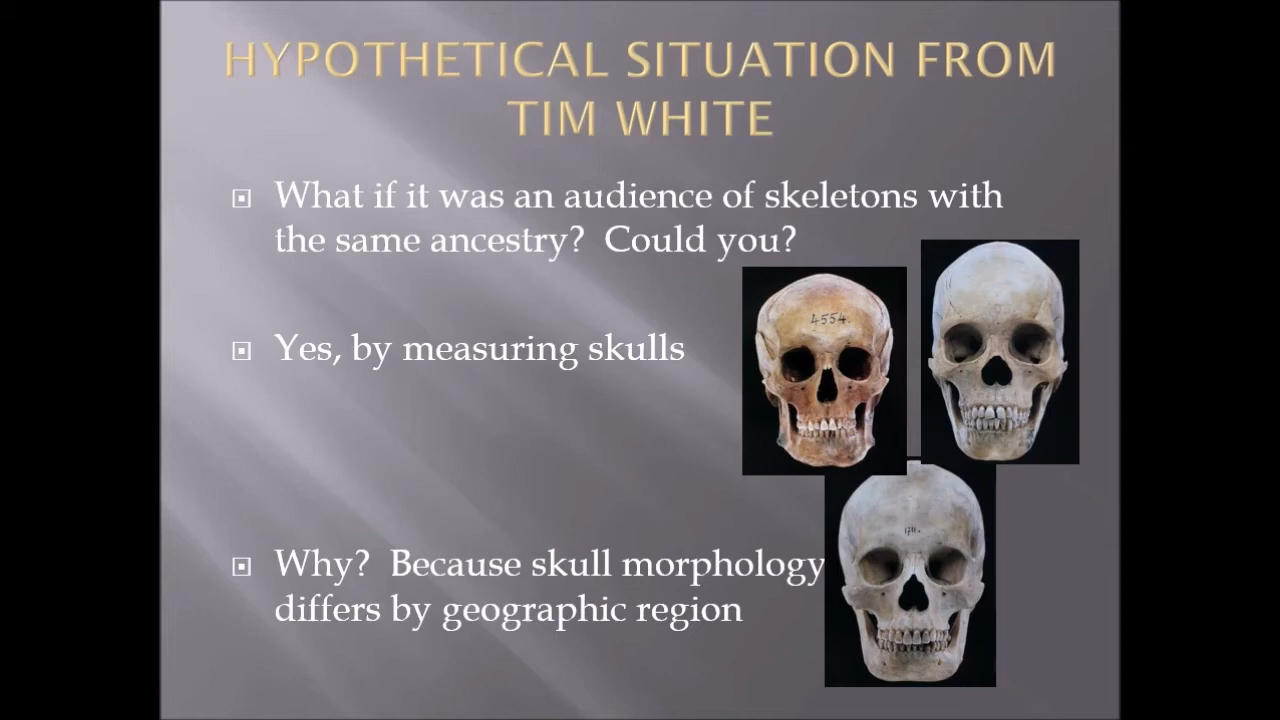 HYPOTHETICAL SITUATION FROM
TIM WHITE
What if it was an audience of skeletons with
the same ancestry?  Could you?
Yes, by measuring skulls
Why?  Because skull morphology
differs by geographic region
4554.